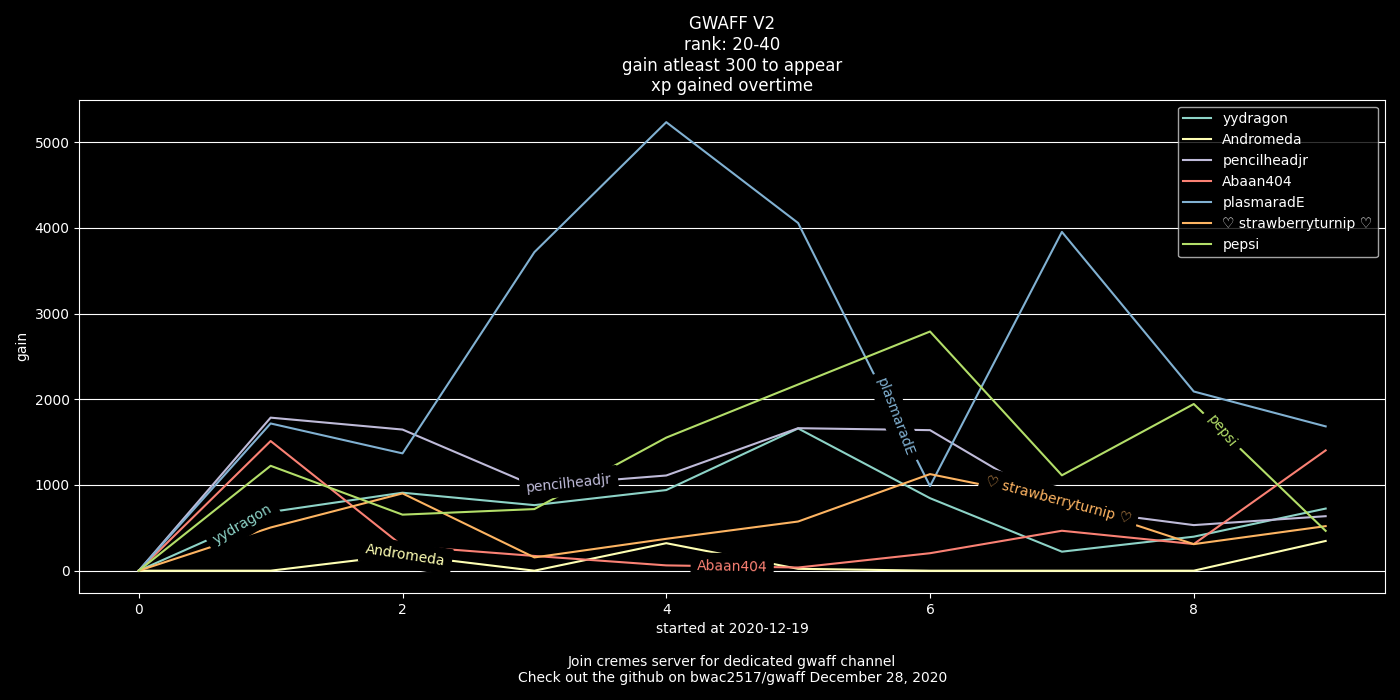 GWAFF V2
rank: 20-40
gain atleast 300 to appear
xp gained overtime
yydragon
Andromeda
pencilheadjr
Abaan404
plasmaradE
♡ strawberryturnip ♡
pepsi
5000
4000
3000
2000
1000
0
gain
plasmaradE
pepsi
pencilheadjr
♡ strawberryturnip ♡
yydragon
Andromeda
Abaan404
0 2 4 6 8
started at 2020-12-19
Join cremes server for dedicated gwaff channel
Check out the github on bwac2517/gwaff December 28, 2020